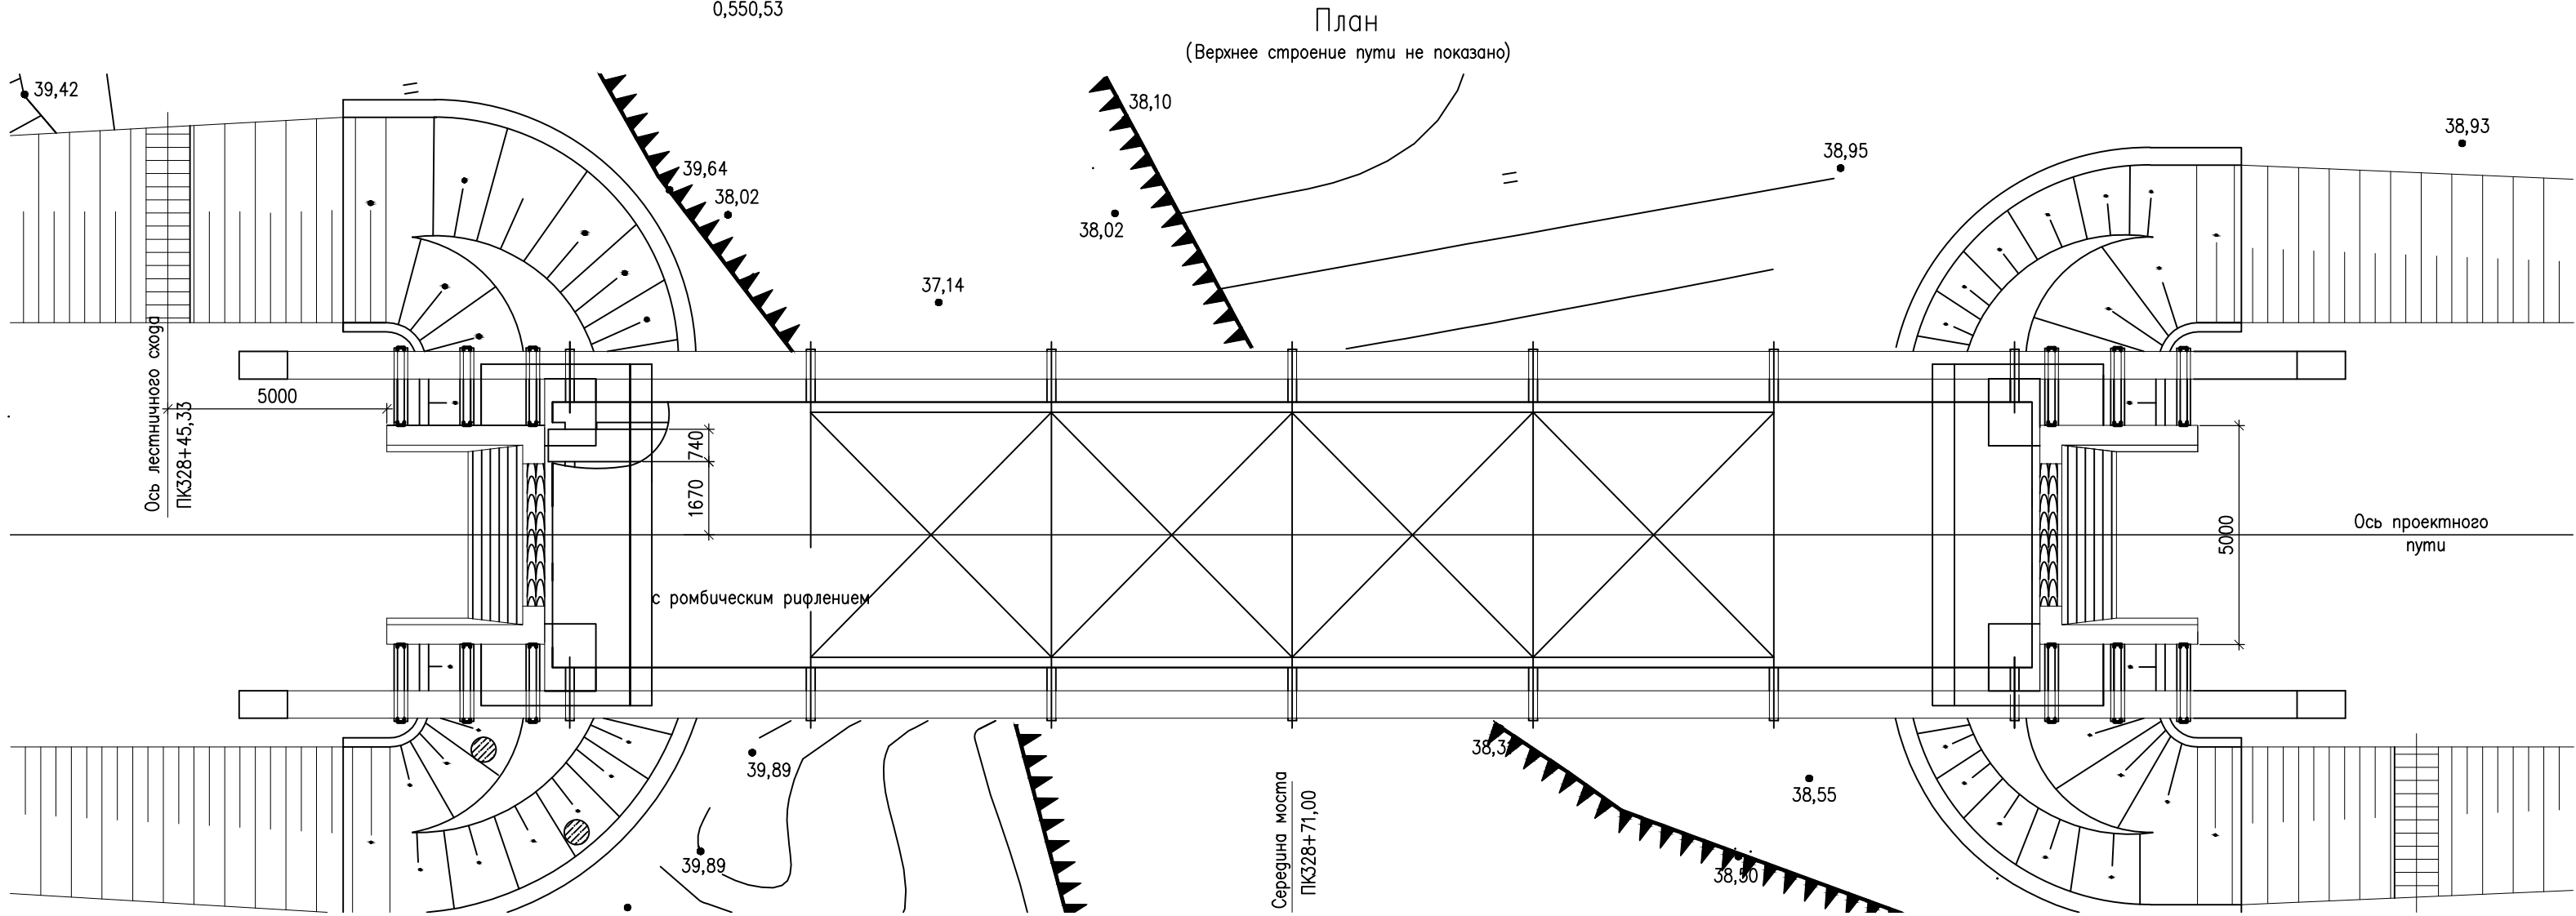 0,550,53
План
(Верхнее строение пути не показано)
39,42
38,10
38,93
38,95
39,64
38,02
38,02
37,14
Ось лестничного схода
ПК328+45,33
5000
740
1670
5000
Ось проектного
пути
с ромбическим рифлением
39,89
38,3
38,55
Середина моста
ПК328+71,00
39,89
38,50